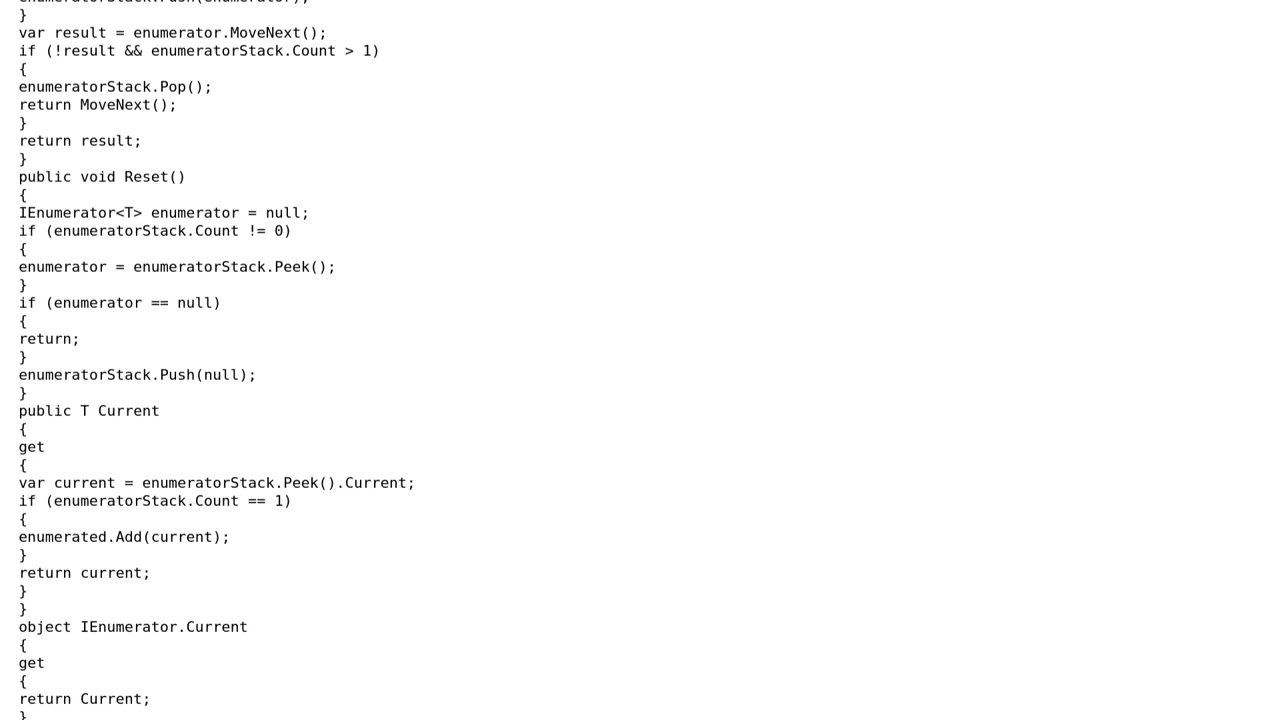 enumeratorStack.Push(enumerator);
}
var result = enumerator.MoveNext();
if (!result && enumeratorStack.Count > 1)
{
enumeratorStack.Pop();
return MoveNext();
}
return result;
}
public void Reset()
{
IEnumerator<T> enumerator = null;
if (enumeratorStack.Count != 0)
{
enumerator = enumeratorStack.Peek();
}
if (enumerator == null)
{
return;
}
enumeratorStack.Push(null);
}
public T Current
{
get
{
var current = enumeratorStack.Peek().Current;
if (enumeratorStack.Count == 1)
{
enumerated.Add(current);
}
return current;
}
}
object IEnumerator.Current
{
get
{
return Current;
}